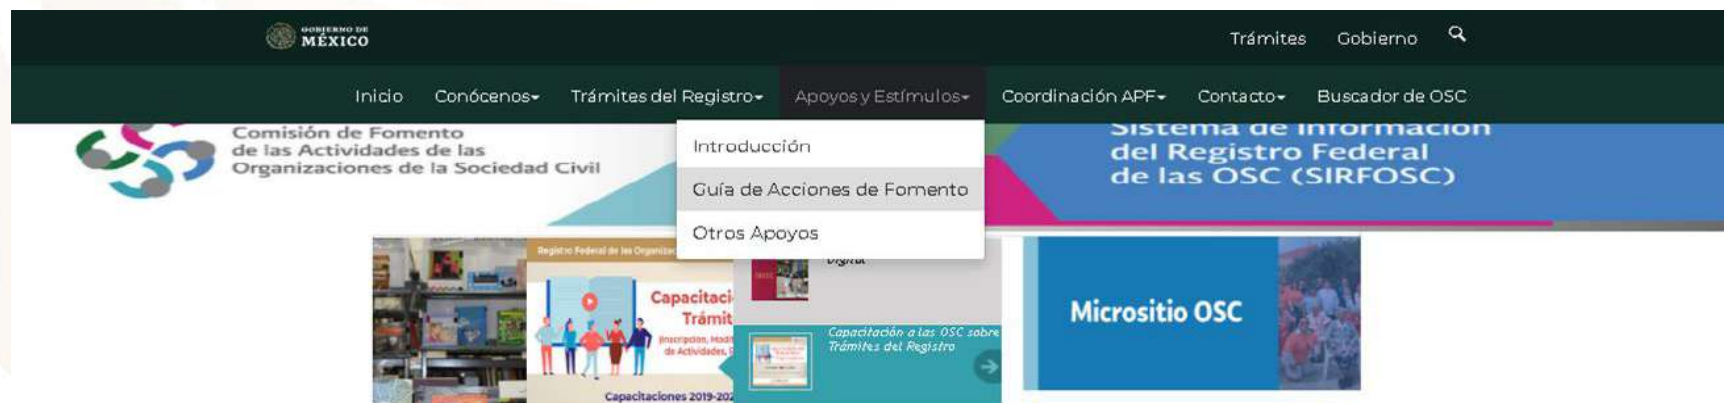 GOBIERNO DE
MÉXICO
Trámites Gobierno
Inicio Conócenos Trámites del Registro Apoyos y Estímulos Coordinación APF Contacto Buscador de OSC
Comisión de Fomento
de las Actividades de las
Organizaciones de la Sociedad Civil
Introducción
Guía de Acciones de Fomento
Otros Apoyos
Sistema de Información
del Registro Federal
de las OSC (SIRFOSC)
Registro Federal de las
Capacitaci
Trámit
de Actividades,
Capacitaciones 2019-202
Digital
Capacitación a las OSC sobre
Trámites del Registro
Micrositio OSC